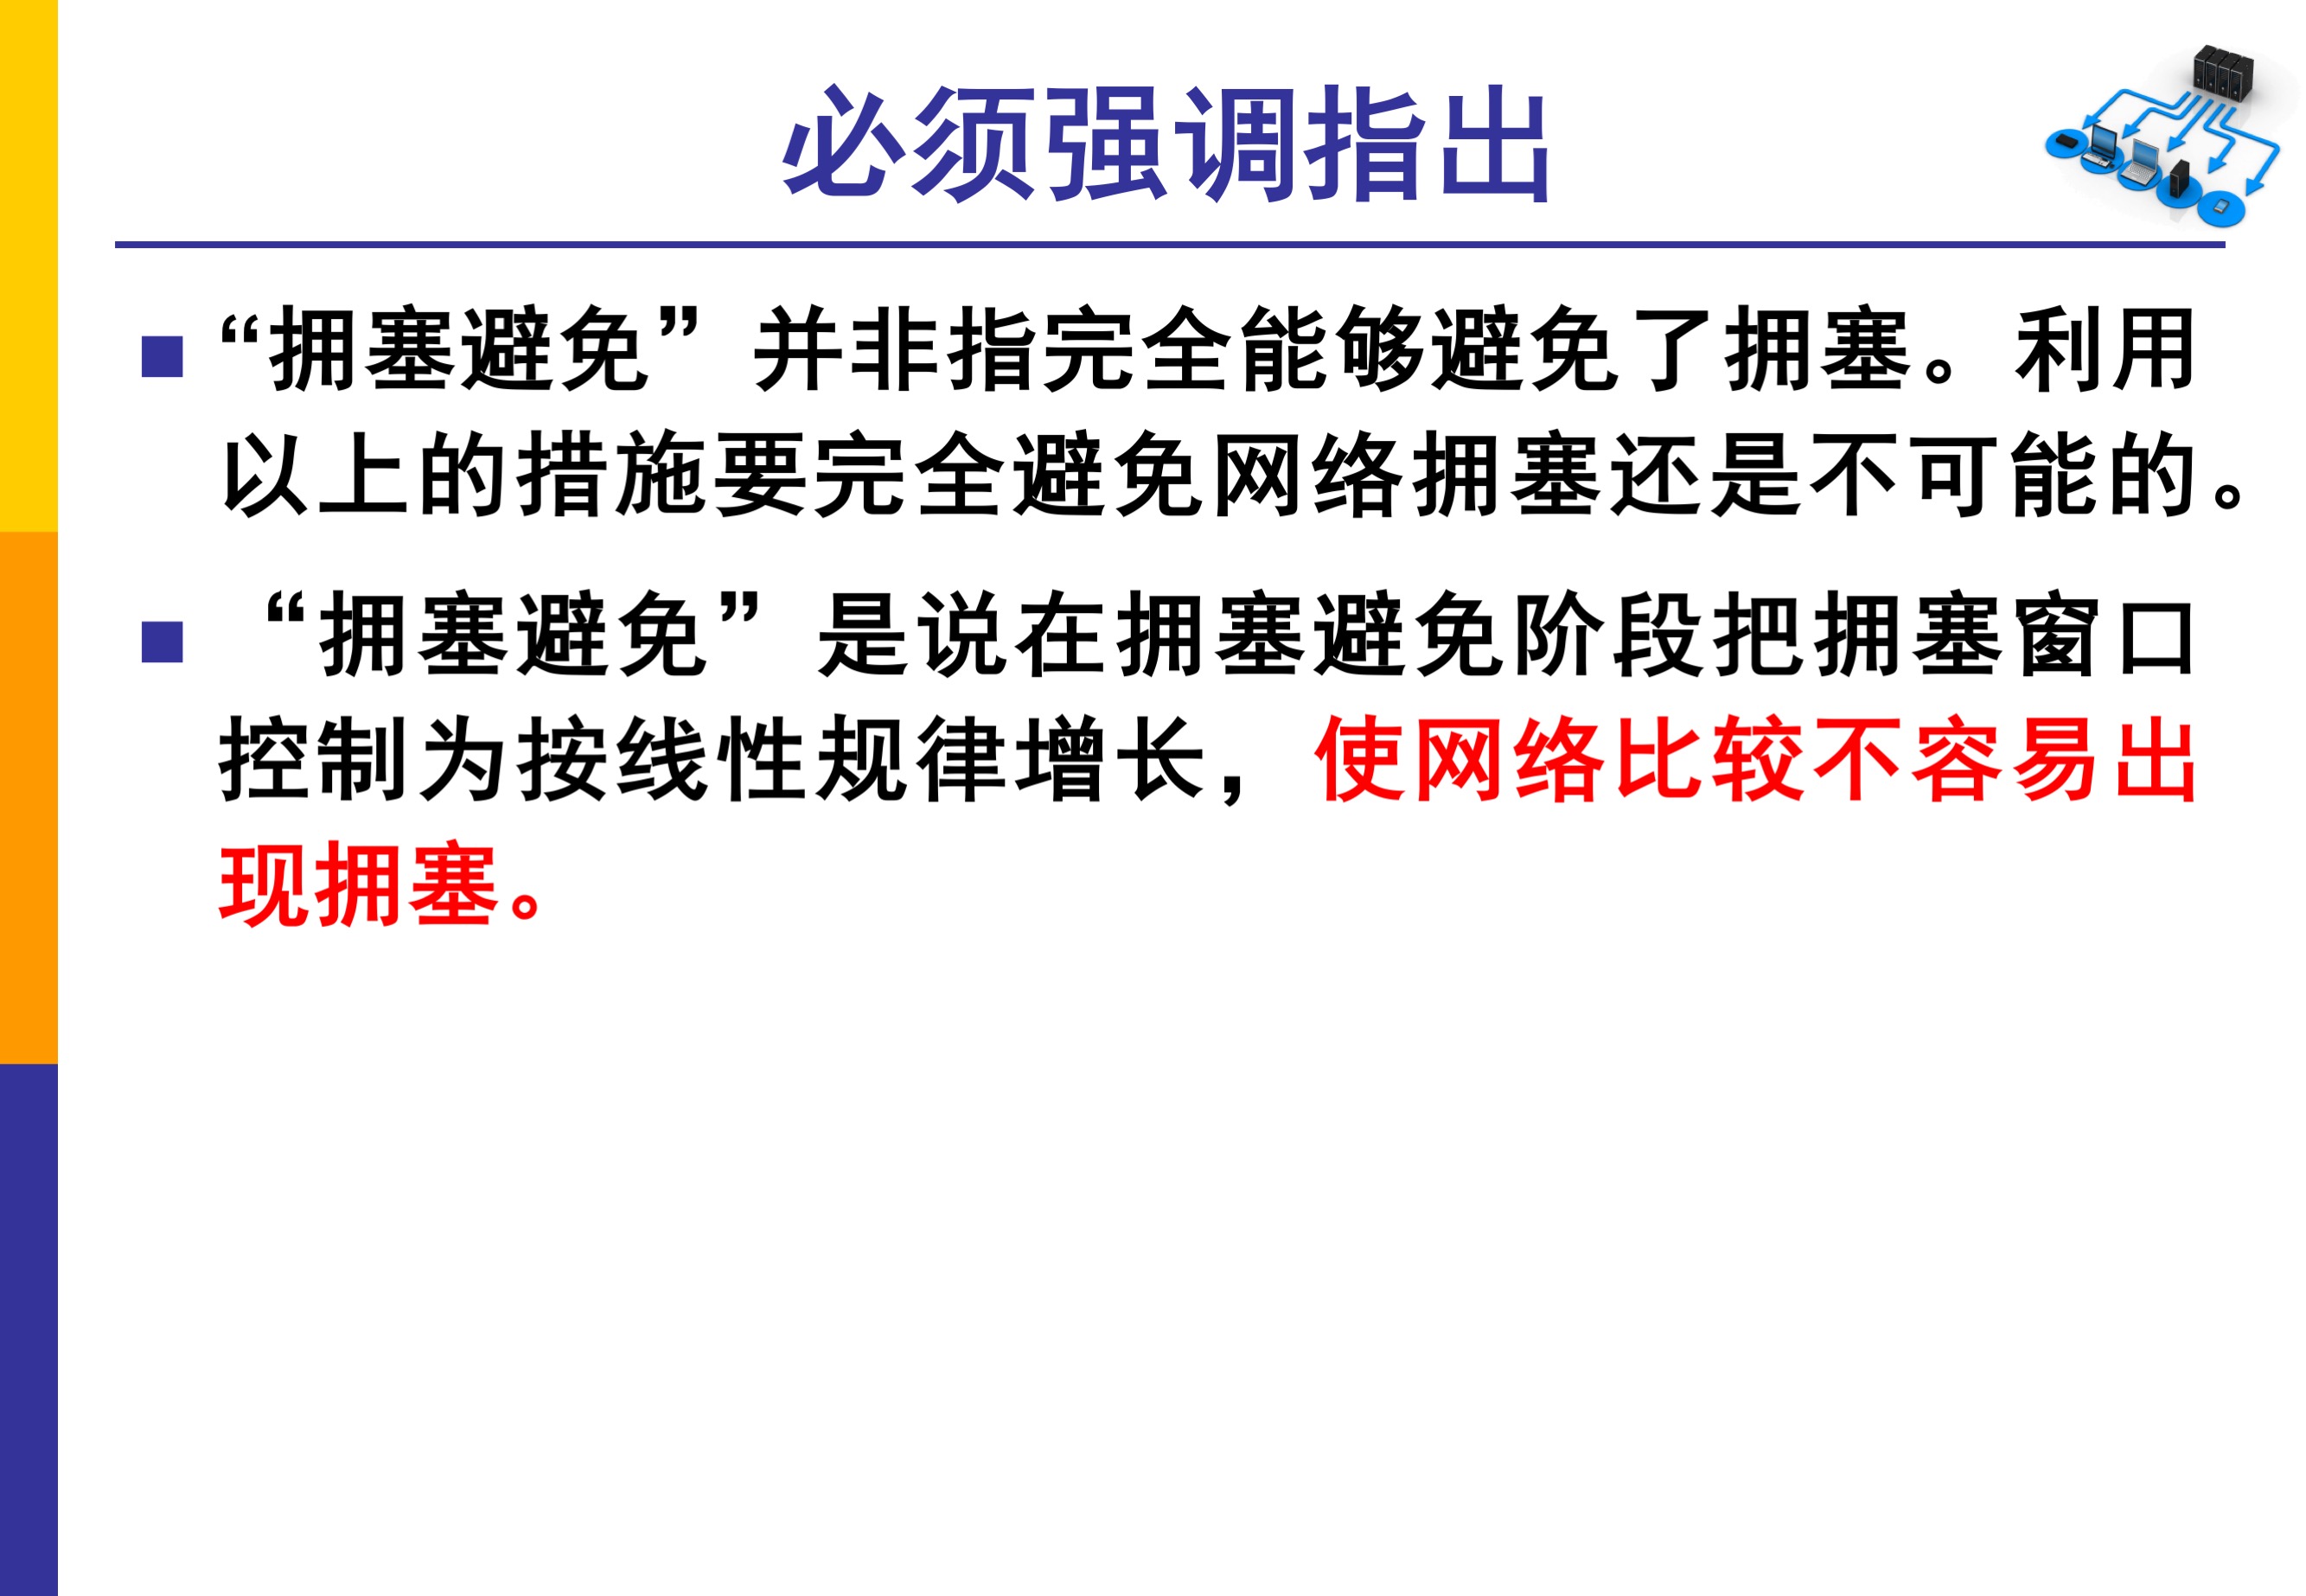 必须强调指出
“拥塞避免”并非指完全能够避免了拥塞。利用
以上的措施要完全避免网络拥塞还是不可能的。
“拥塞避免”是说在拥塞避免阶段把拥塞窗口
控制为按线性规律增长，使网络比较不容易出
现拥塞。